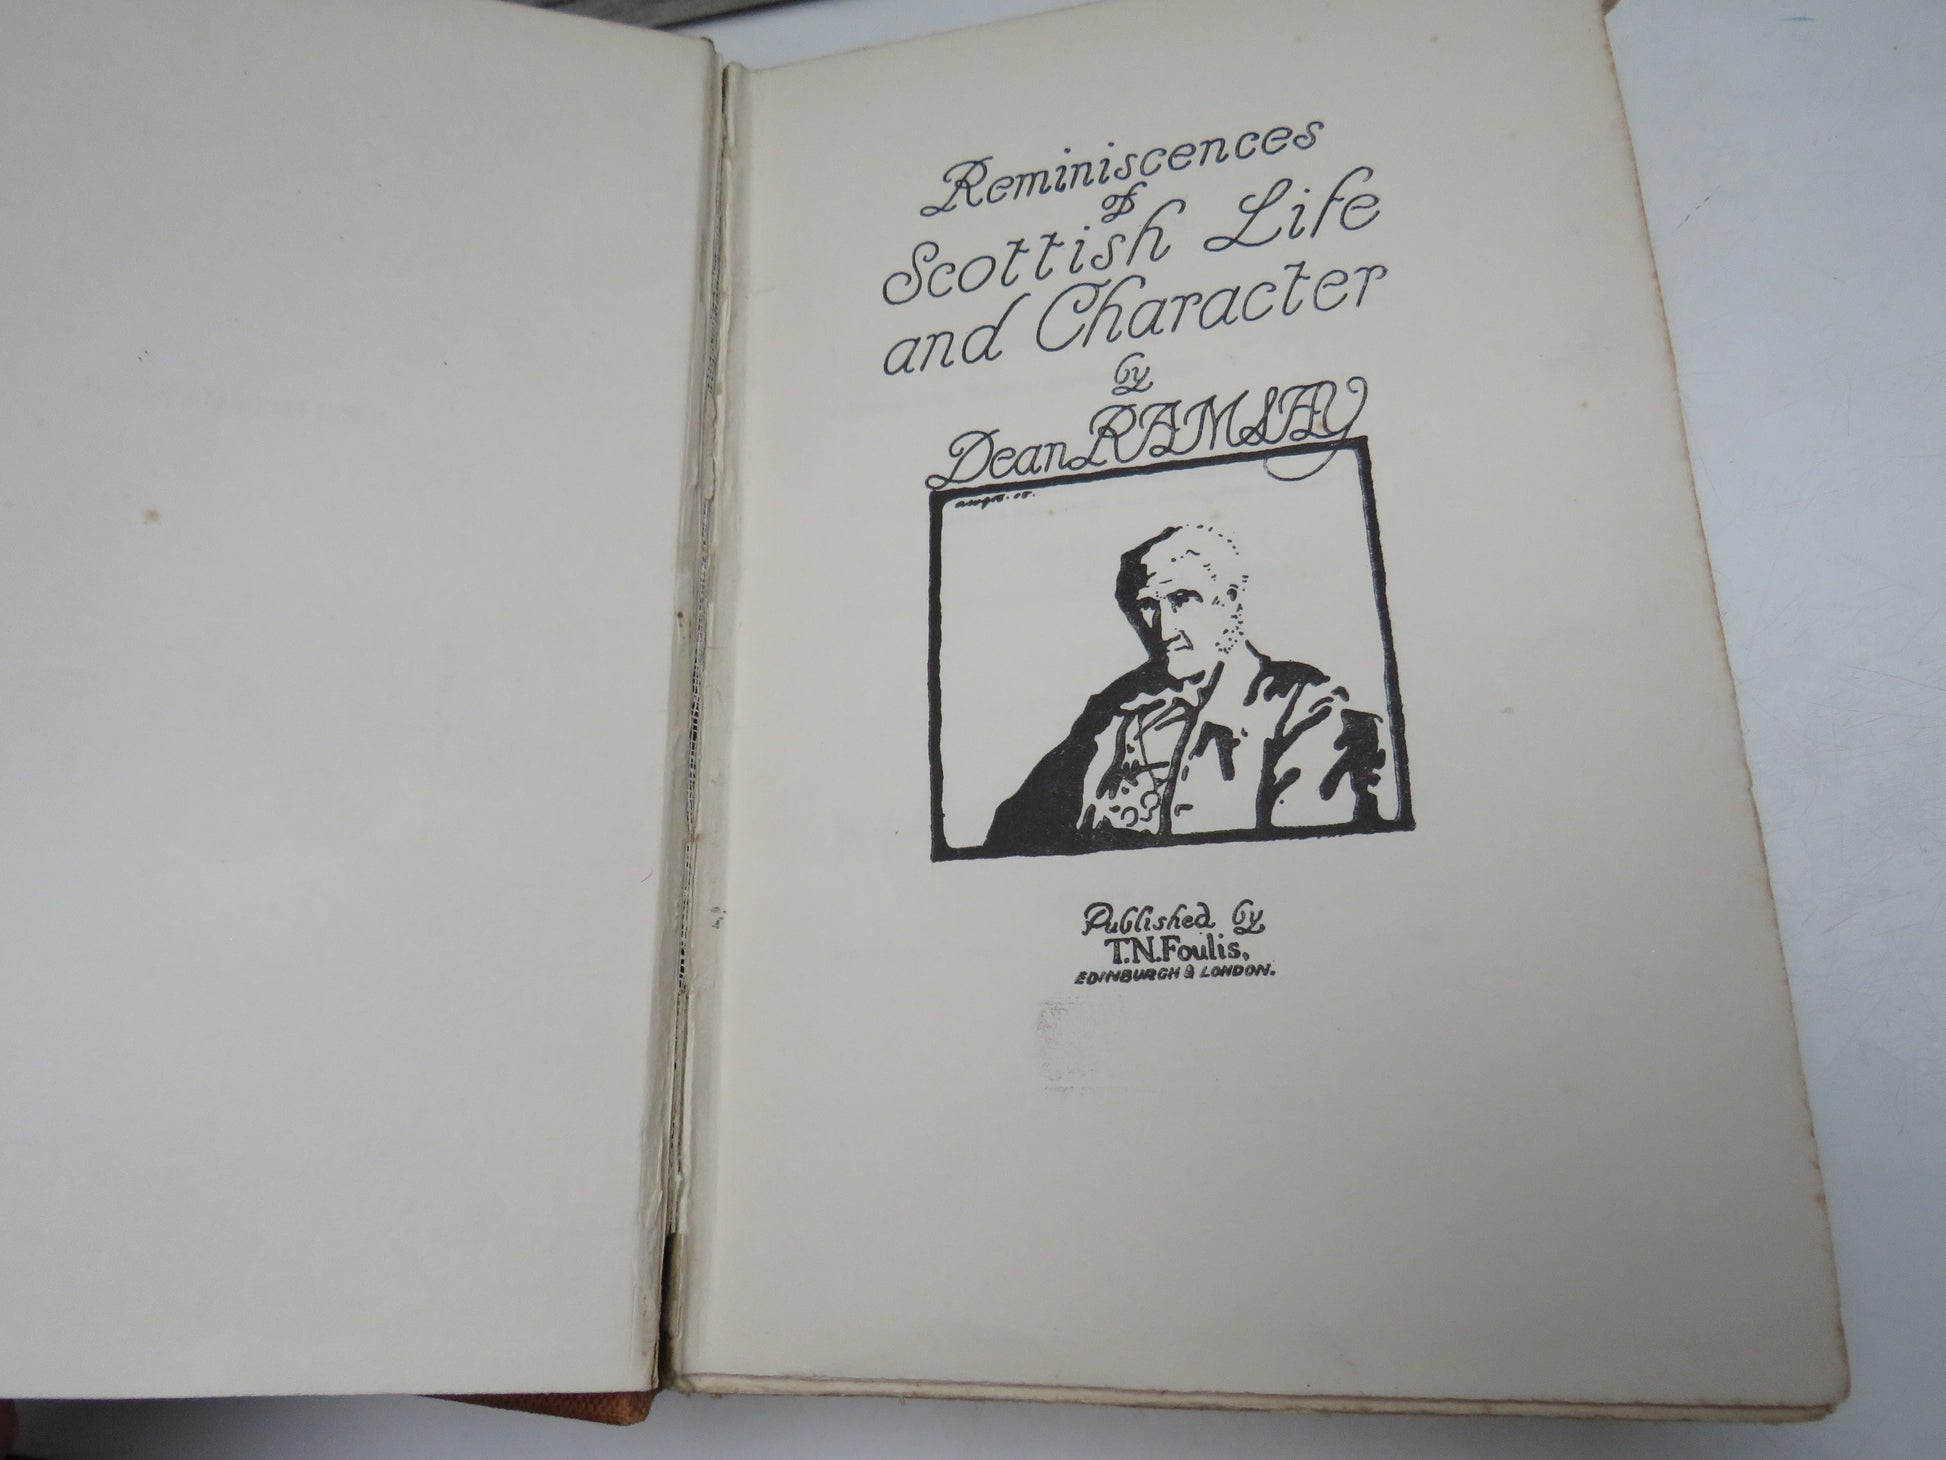 Reminiscences
of
Scottish Life
and Character
by
Dean RAMSAY
Published by
T.N.Foulis,
EDINBURGH & LONDON.